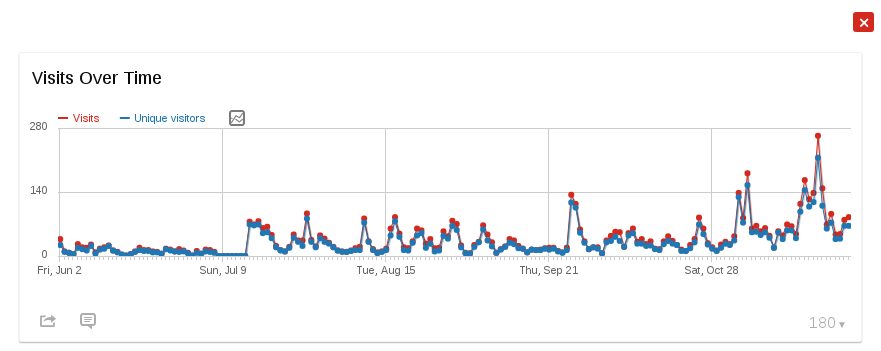 Visits Over Time
Visits
Unique visitors
280
140
0
Fri, Jun 2
Sun, Jul 9
Tue, Aug 15
Thu, Sep 21
Sat, Oct 28
180